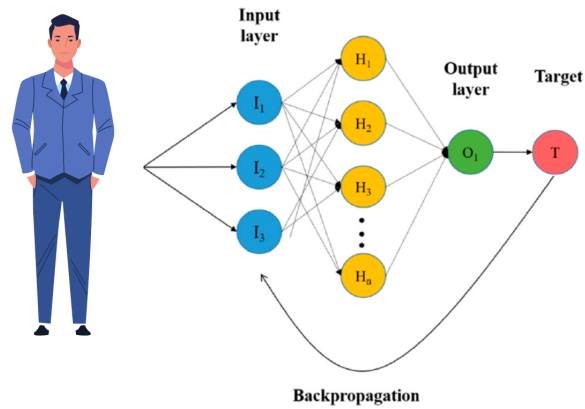 Input
layer
Output
layer
Target
I1
I2
I3
H1
H2
H3
Hn
O1
T
Backpropagation